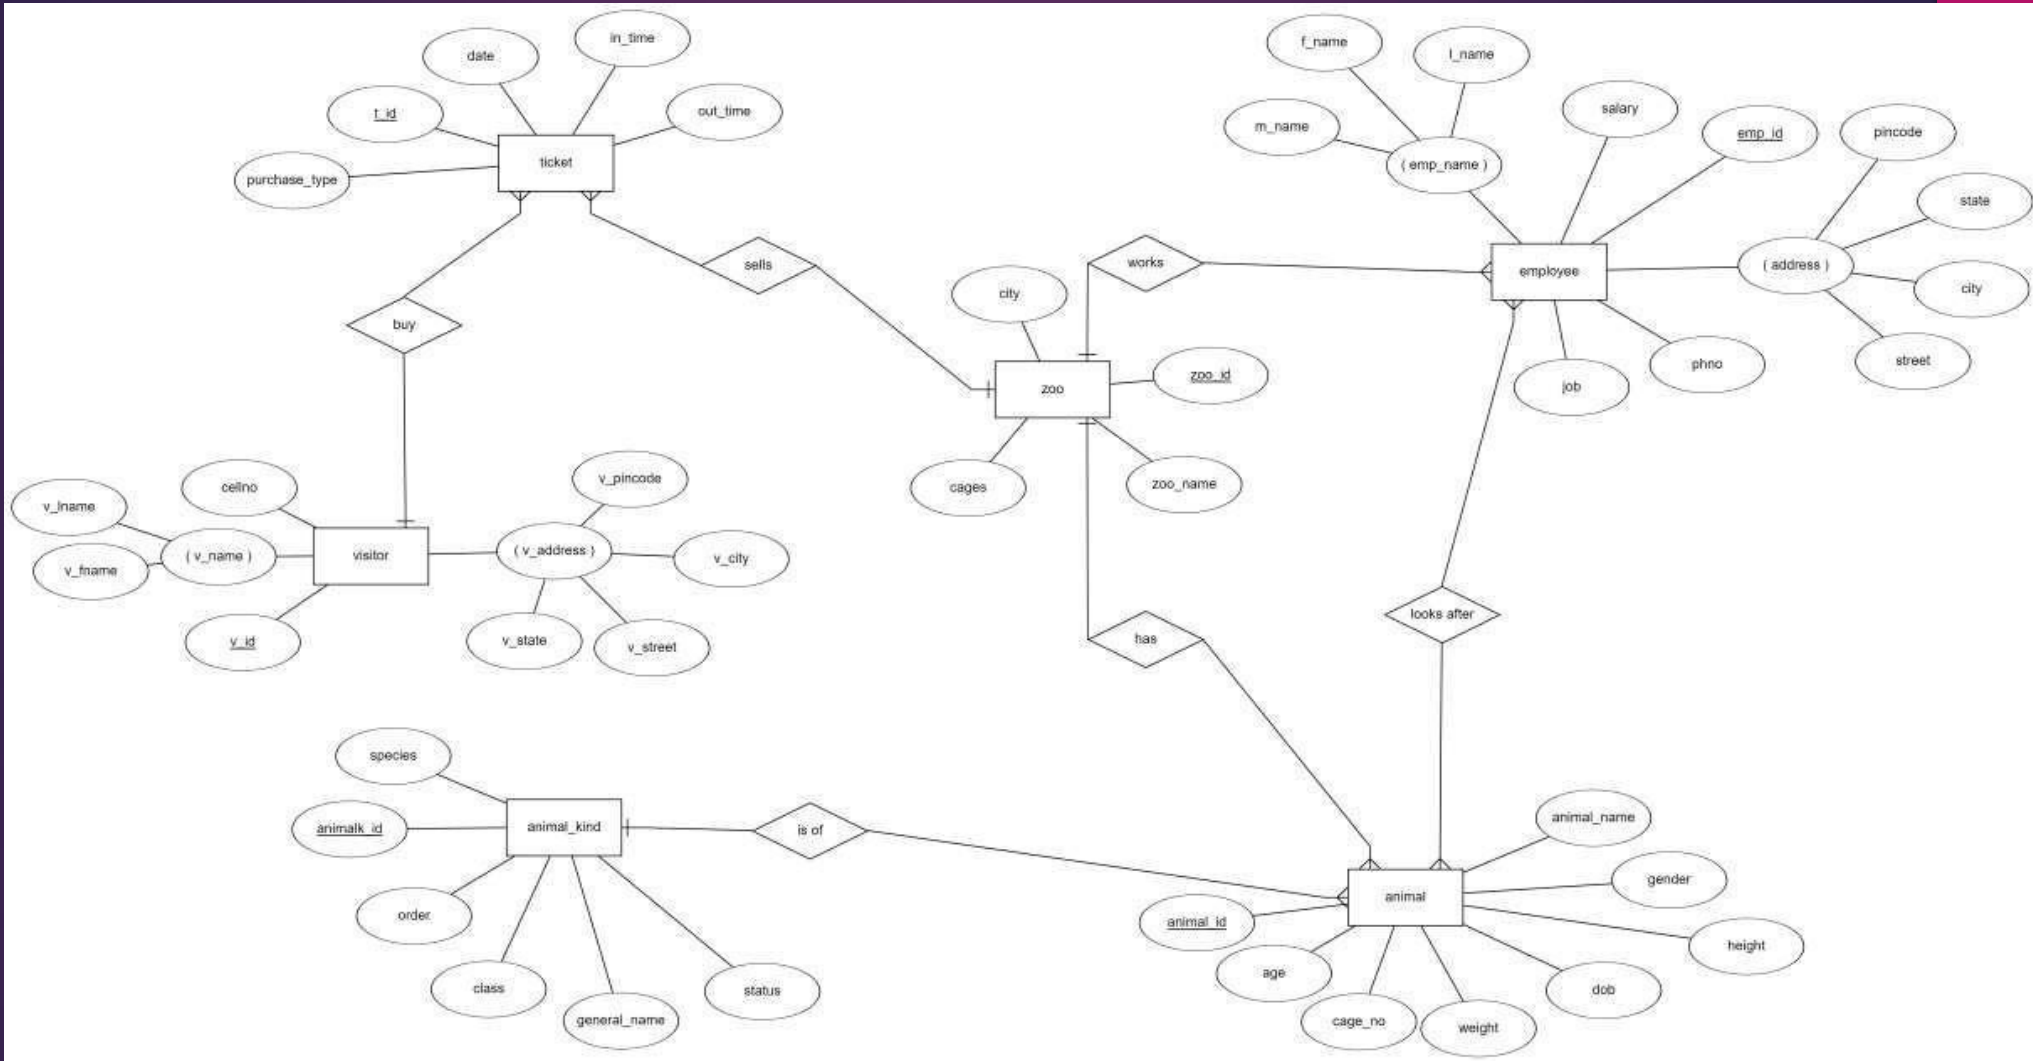 in_time
date
t_id
out_time
purchase_type
ticket
buy
sells
f_name
l_name
m_name
( emp_name )
salary
emp_id
pincode
state
( address )
city
street
works
employee
job
phno
city
zoo
zoo_id
cages
zoo_name
cellno
v_lname
( v_name )
v_fname
visitor
v_id
v_pincode
( v_address )
v_city
v_state
v_street
has
looks after
species
animalk_id
animal_kind
is of
order
class
general_name
status
animal_name
gender
animal
animal_id
height
age
dob
cage_no
weight